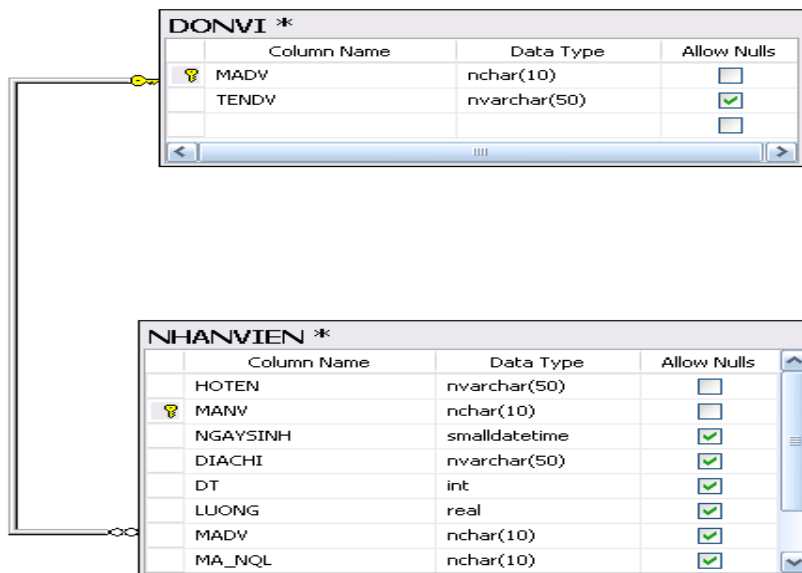 DONVI *
Column Name Data Type Allow Nulls
MADV nchar(10)
TENDV nvarchar(50)
NHANVIEN *
Column Name Data Type Allow Nulls
HOTEN nvarchar(50)
MANV nchar(10)
NGAYSINH smalldatetime
DIACHI nvarchar(50)
DT int
LUONG real
MADV nchar(10)
MA_NQL nchar(10)